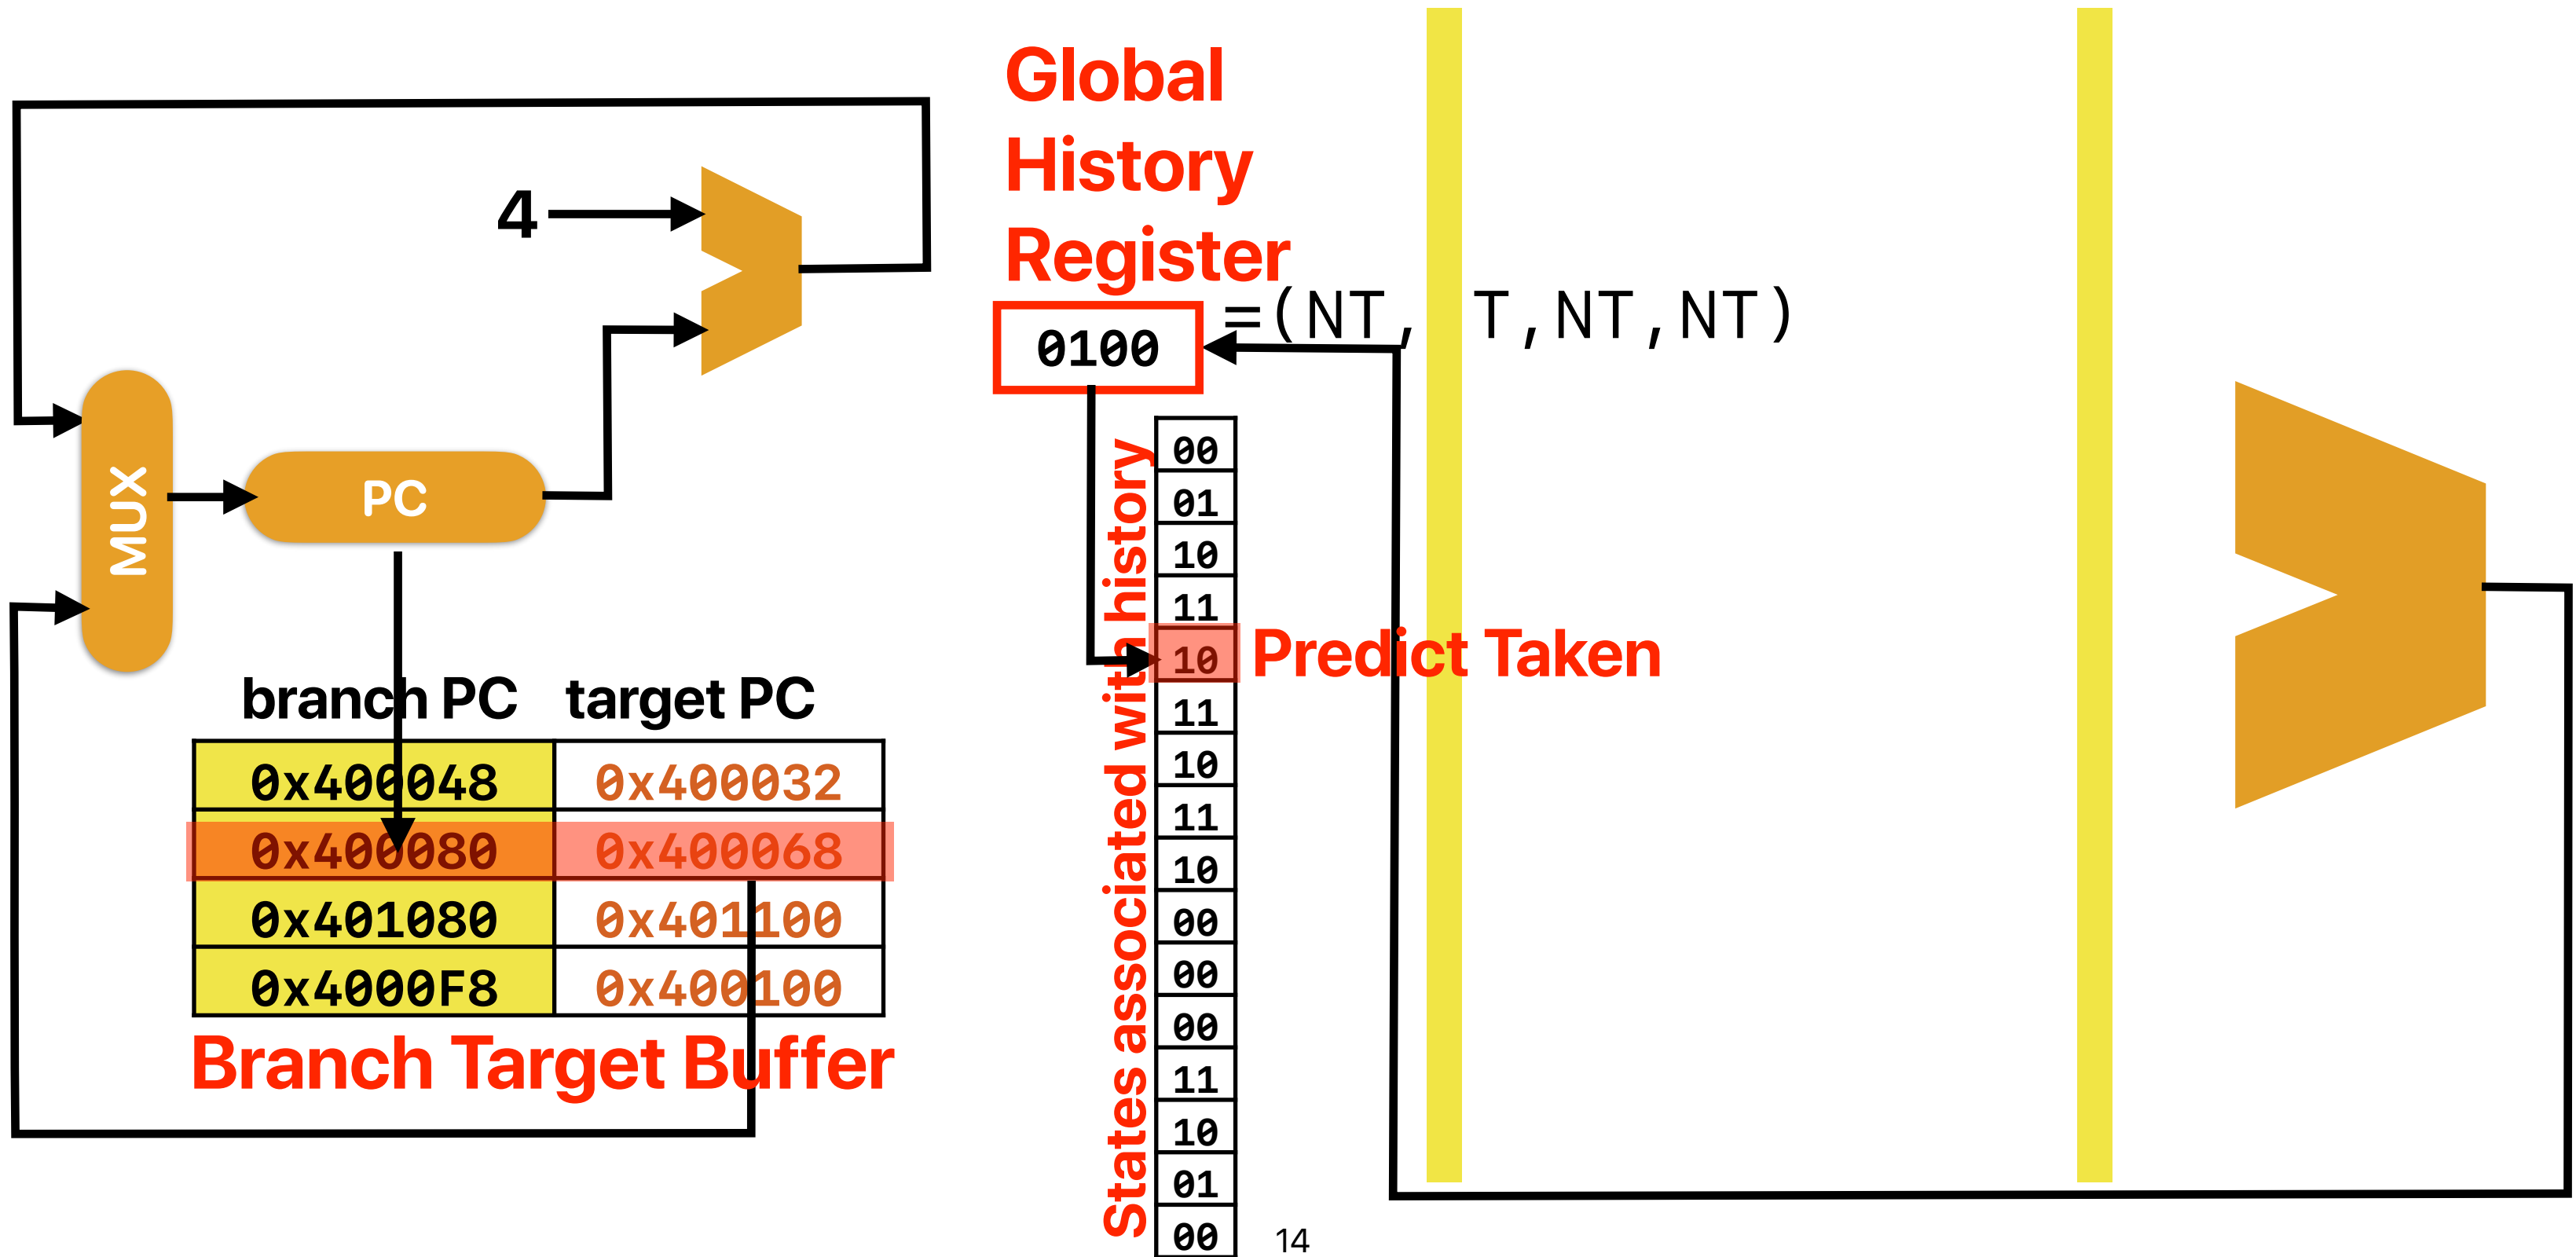 Global
History
Register
4
=(NT, T,NT,NT)
0100
MUX
PC
States associated with history
00
01
10
11
10 Predict Taken
11
10
11
10
00
00
00
11
10
01
00
branch PC target PC
0x400048 0x400032
0x400080 0x400068
0x401080 0x401100
0x4000F8 0x400100
Branch Target Buffer
14